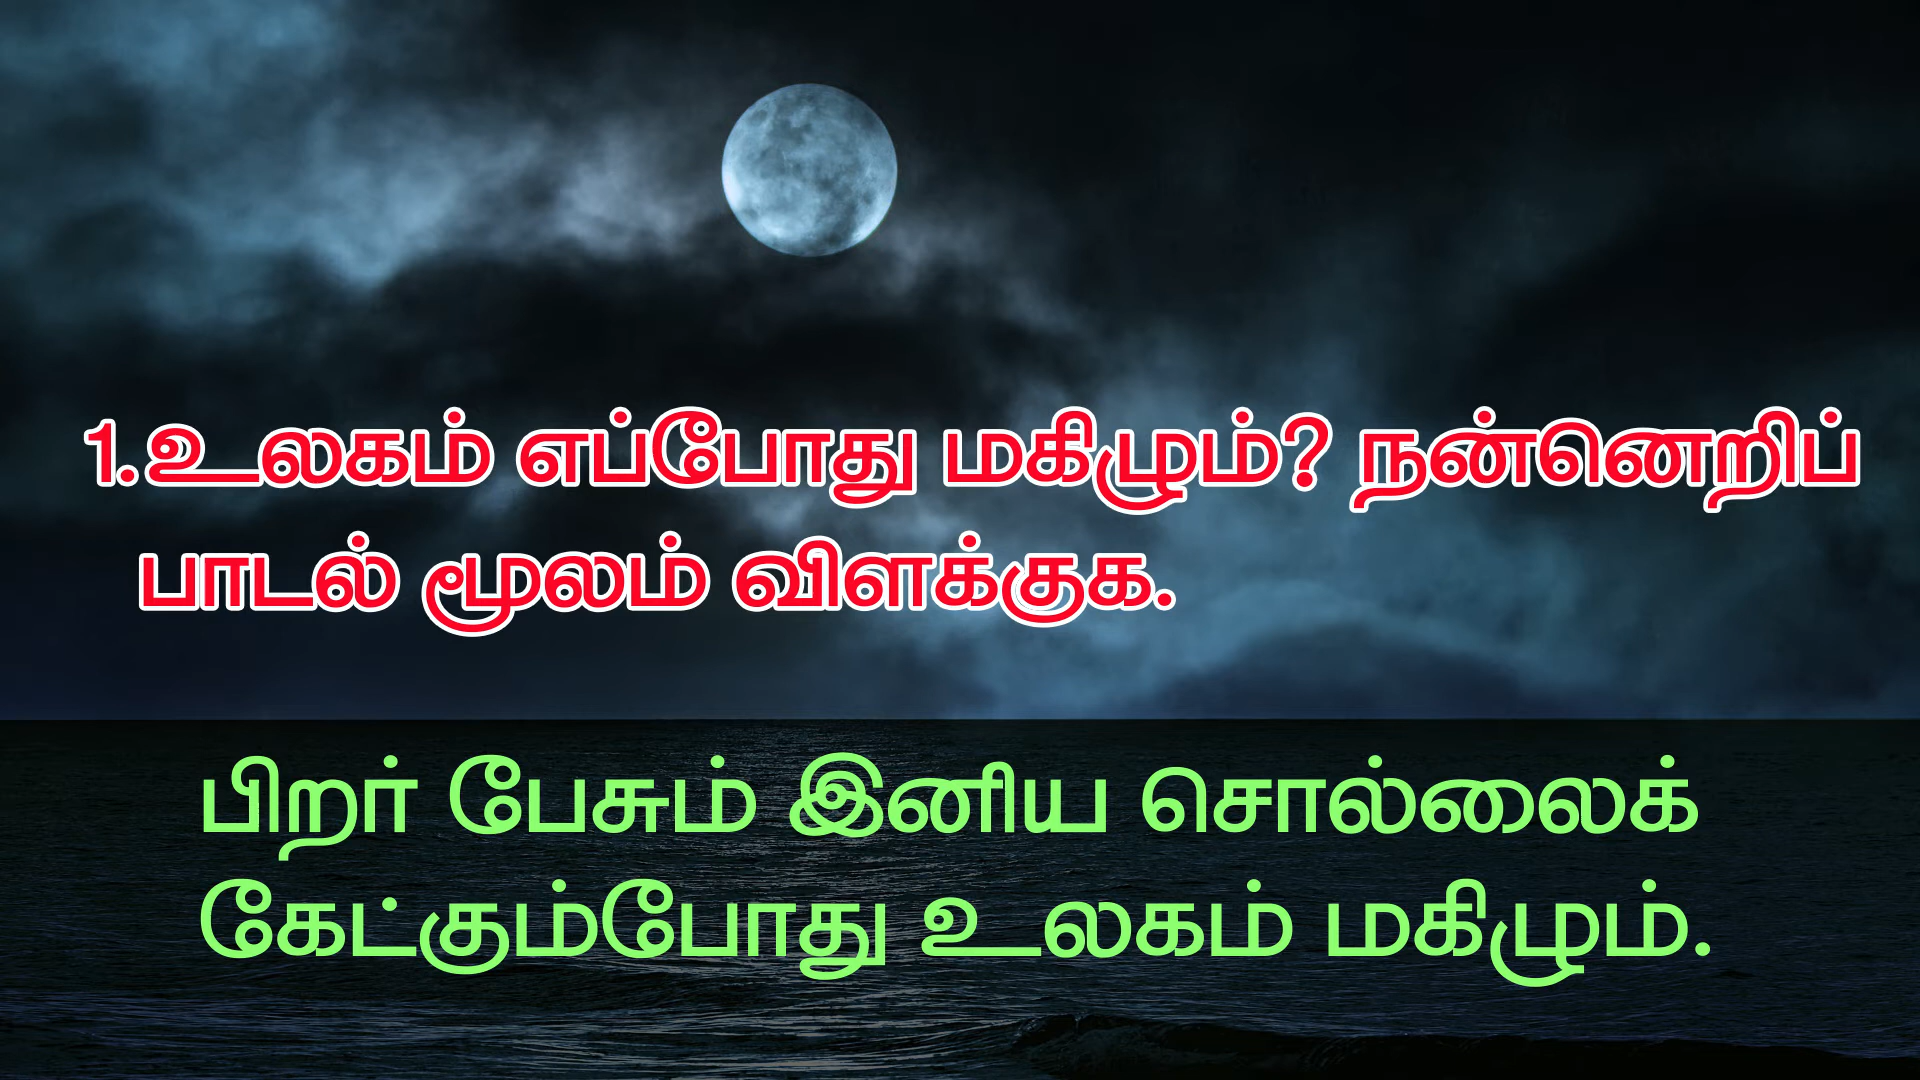 1.உலகம் எப்போது மகிழும்? நன்னெறிப்
பாடல் மூலம் விளக்குக.
பிறர் பேசும் இனிய சொல்லைக்
கேட்கும்போது உலகம் மகிழும்.